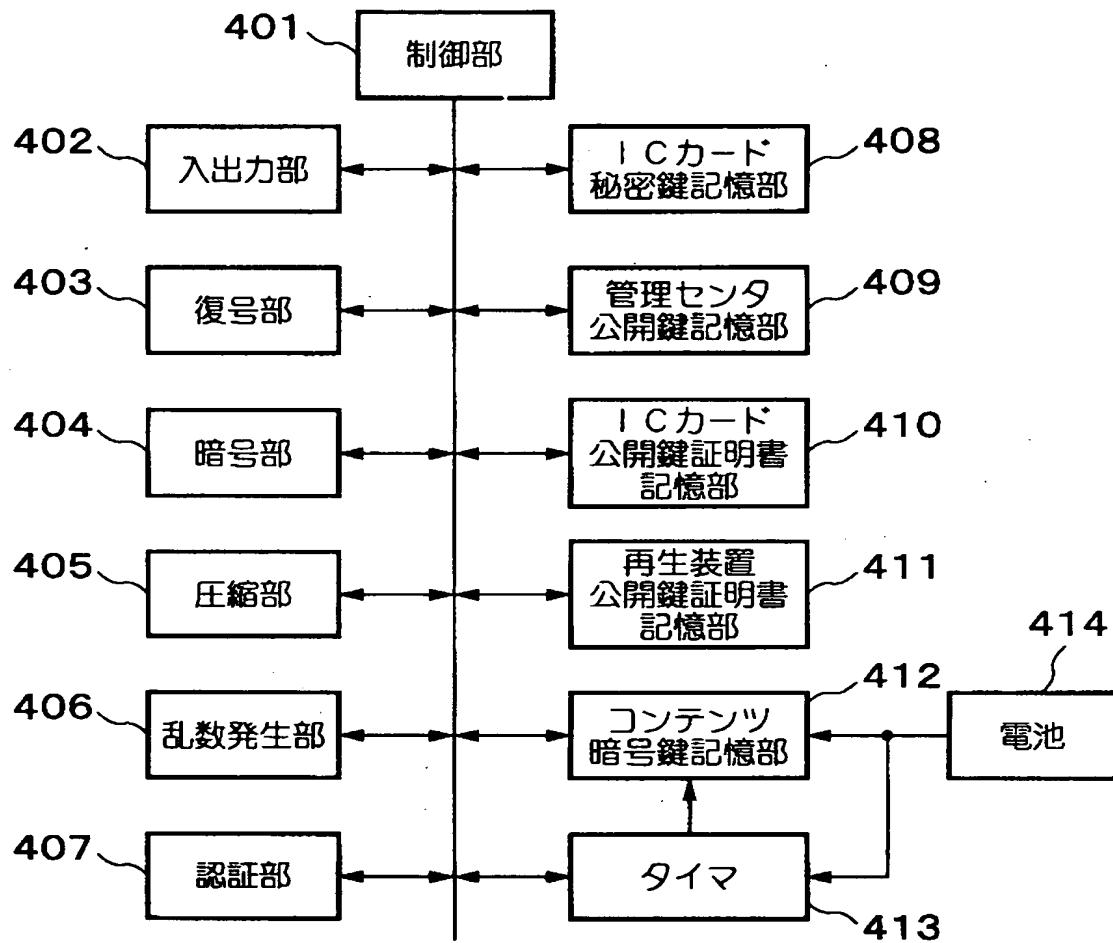 401
制御部
402
入出力部
ICカード
秘密鍵記憶部
408
403
復号部
管理センタ
公開鍵記憶部
409
404
暗号部
ICカード
公開鍵証明書
記憶部
410
405
圧縮部
再生装置
公開鍵証明書
記憶部
411
406
乱数発生部
コンテンツ
暗号鍵記憶部
412
電池
414
407
認証部
タイマ
413